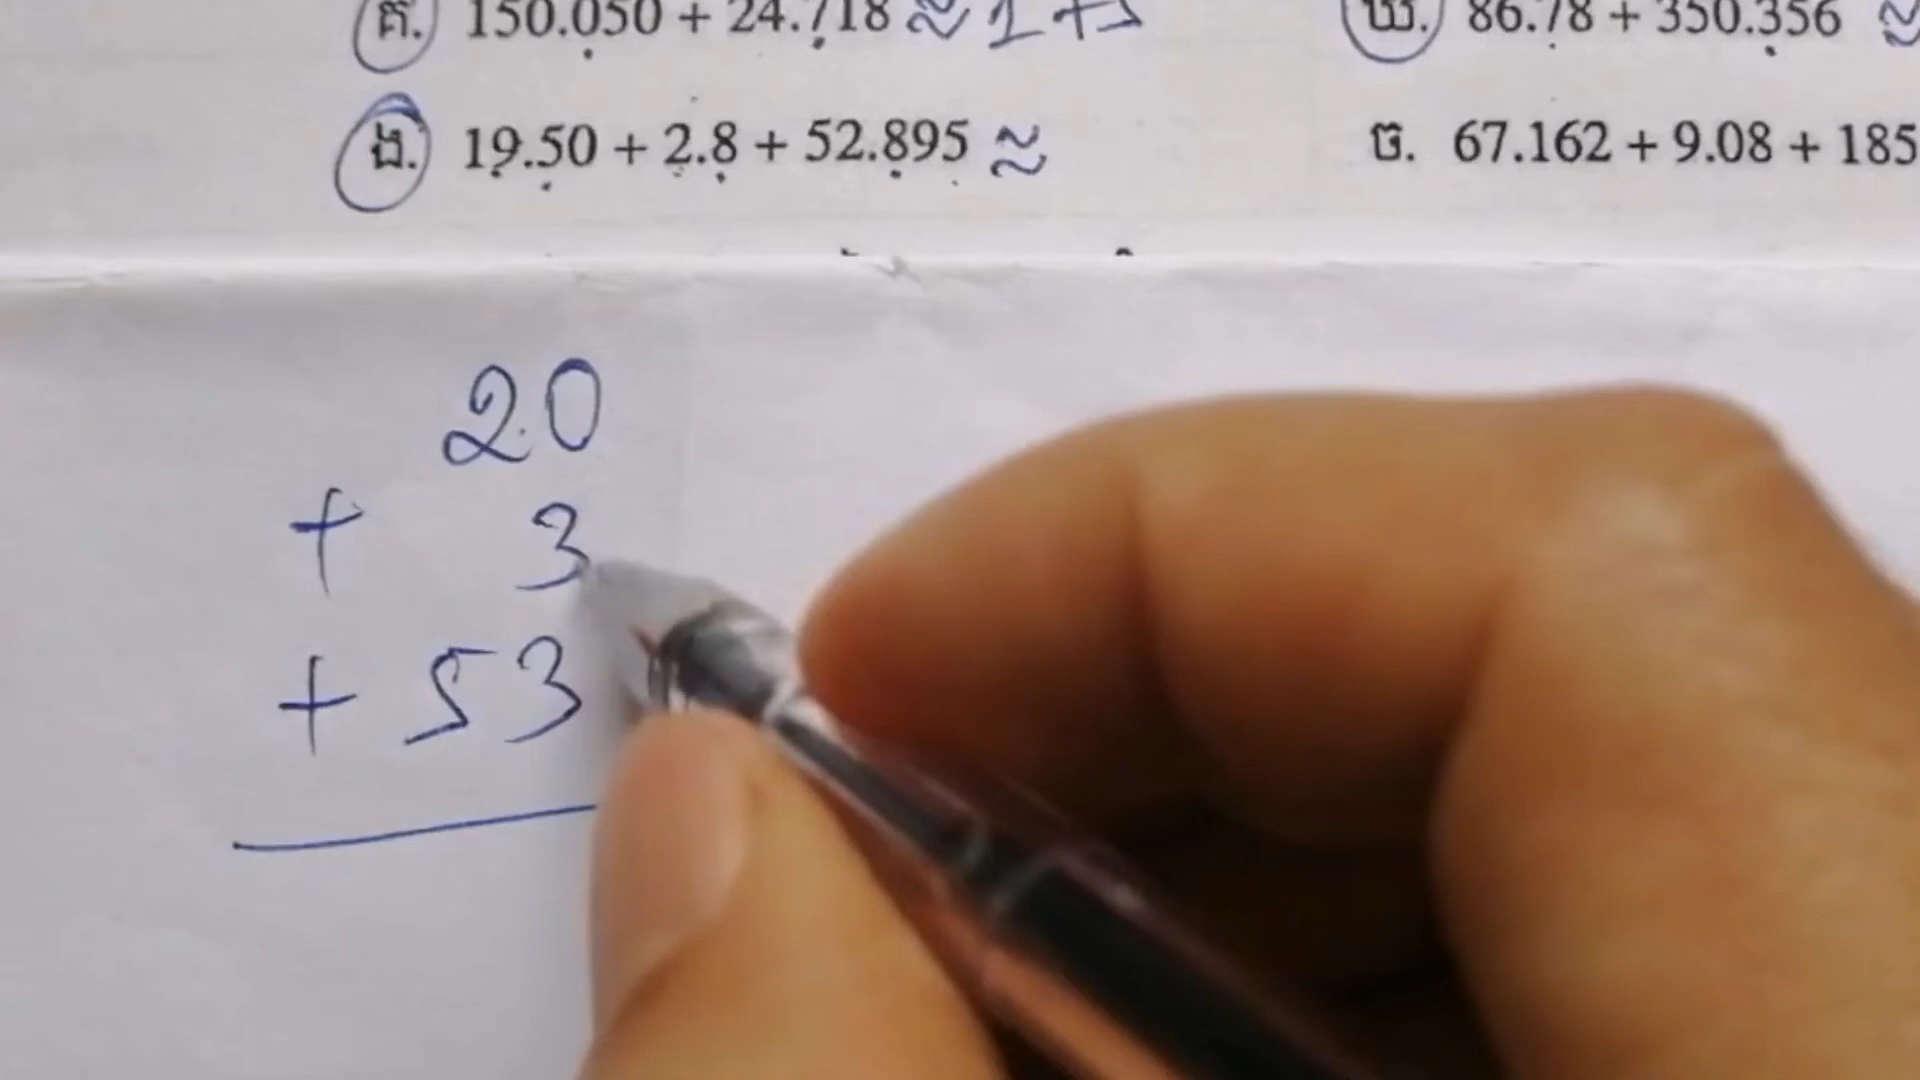 គ. 150.050 + 24.718 ≈ 175
ឃ. 86.78 + 350.356 ≈
ង. 19.50 + 2.8 + 52.895 ≈
ច. 67.162 + 9.08 + 185
20
+ 3
+ 53